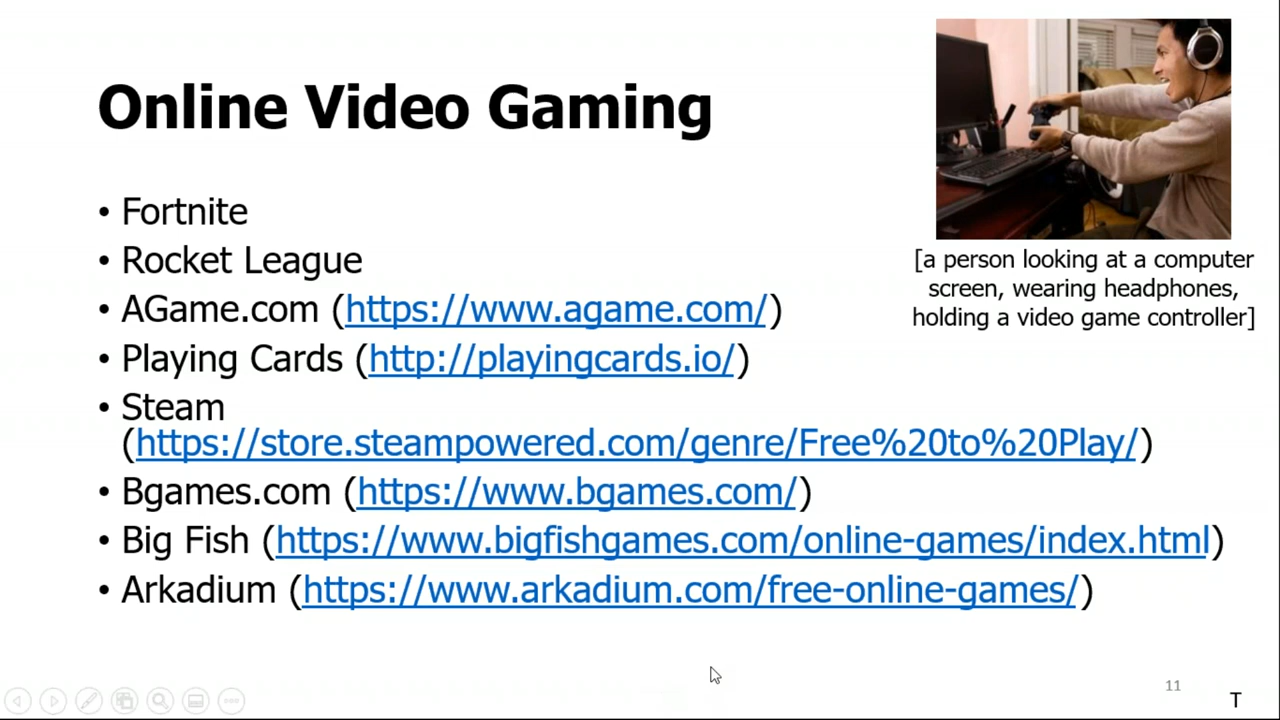 Online Video Gaming
• Fortnite
• Rocket League
• AGame.com (https://www.agame.com/)
• Playing Cards (http://playingcards.io/)
• Steam
(https://store.steampowered.com/genre/Free%20to%20Play/)
• Bgames.com (https://www.bgames.com/)
• Big Fish (https://www.bigfishgames.com/online-games/index.html)
• Arkadium (https://www.arkadium.com/free-online-games/)
[a person looking at a computer
screen, wearing headphones,
holding a video game controller]
11
T